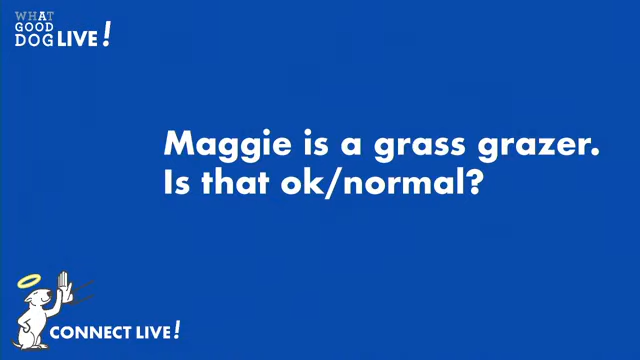 WHAT
GOOD
DOG LIVE!
Maggie is a grass grazer.
Is that ok/normal?
CONNECT LIVE!